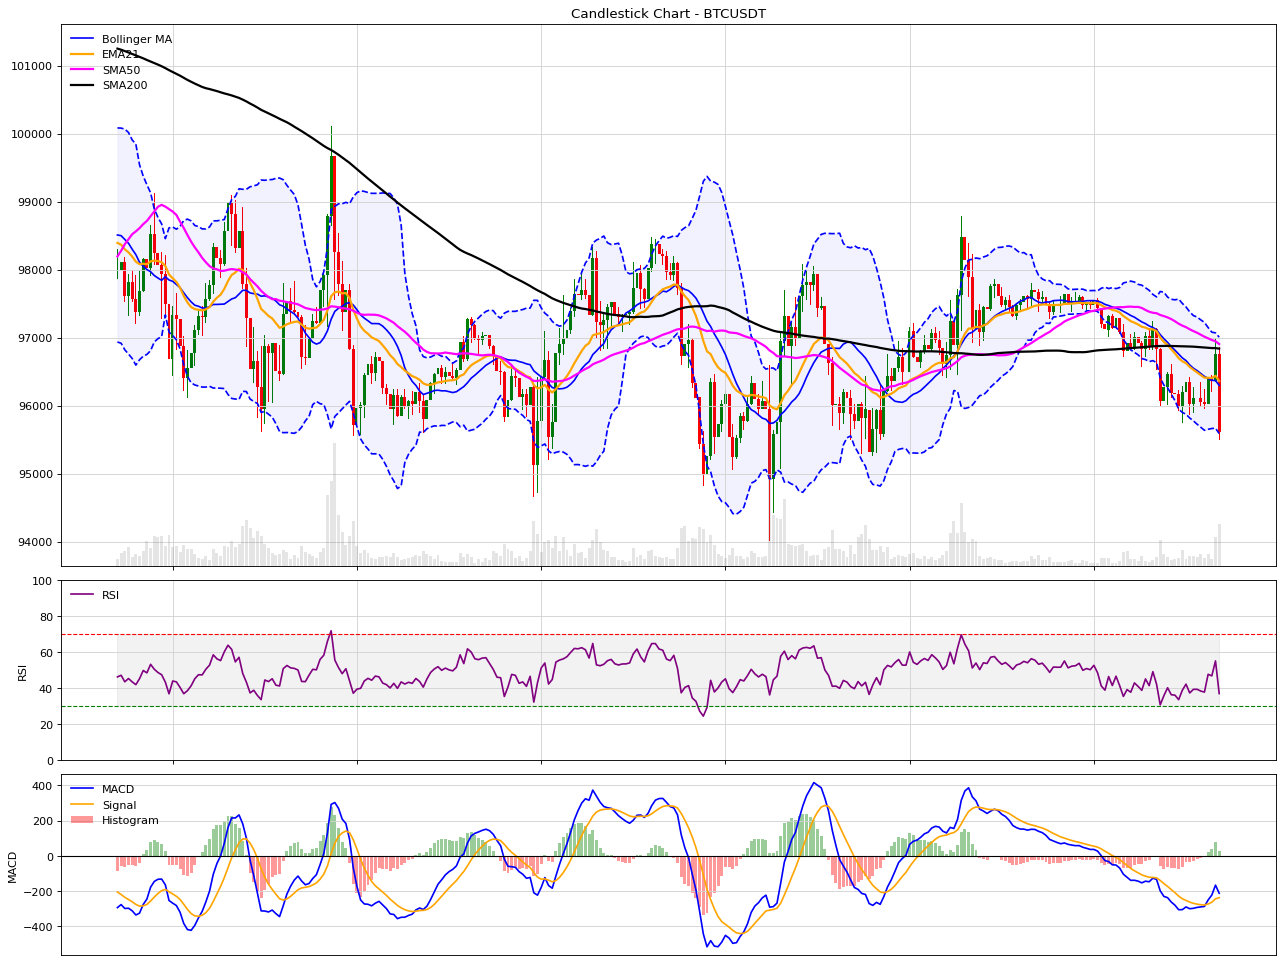 Candlestick Chart - BTCUSDT
Bollinger MA
EMA21
SMA50
SMA200
101000
100000
99000
98000
97000
96000
95000
94000
RSI
100
80
60
40
20
0
RSI
MACD
Signal
Histogram
400
200
0
−200
−400
MACD